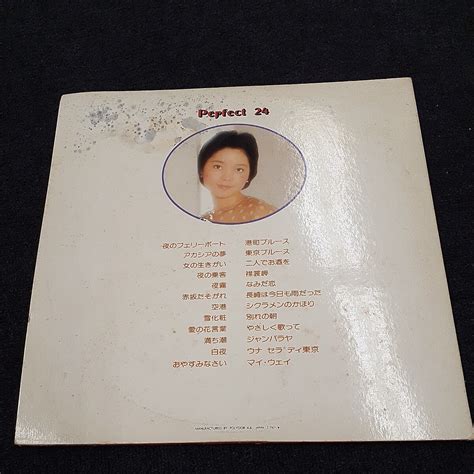 Perfect 24
夜のフェリーボート
アカシアの夢
女の生きがい
夜の乗客
夜霧
赤坂たそがれ
空港
雪化粧
愛の花言葉
満ち潮
白夜
おやすみなさい
港町ブルース
東京ブルース
二人でお酒を
襟裳岬
なみだ恋
長崎は今日も雨だった
シクラメンのかほり
別れの朝
やさしく歌って
ジャンバラヤ
ウナ セラ ディ東京
マイ・ウェイ
MANUFACTURED BY POLYDOR K.K.